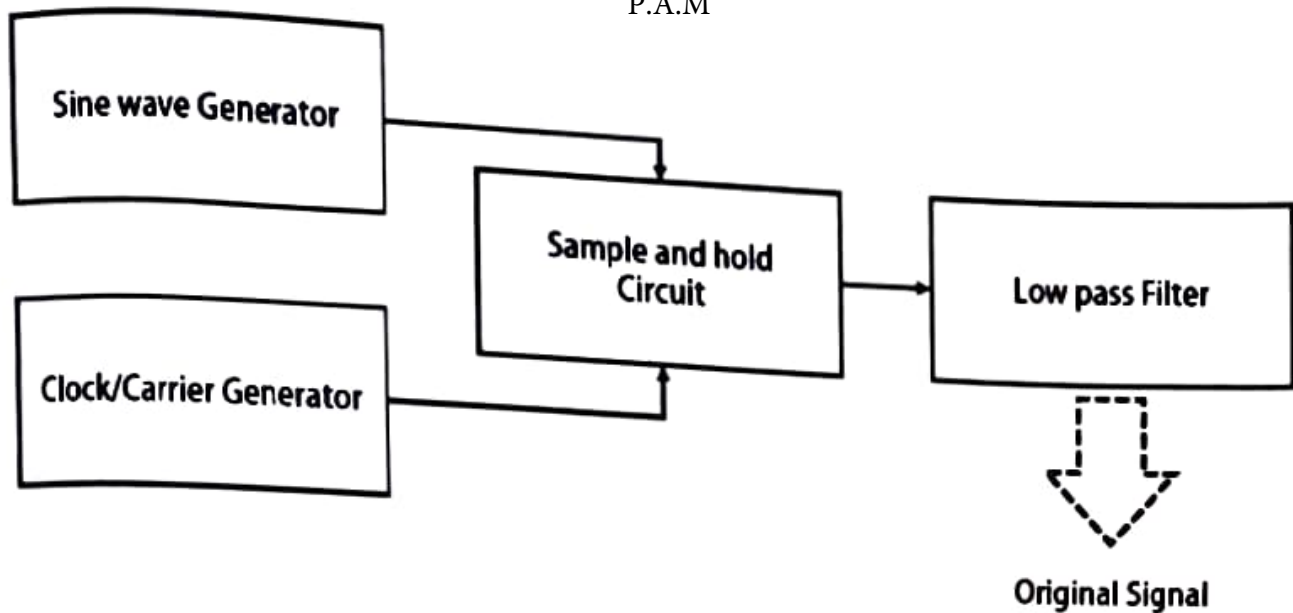 P.A.M
Sine wave Generator
Sample and hold
Circuit
Low pass Filter
Clock/Carrier Generator
Original Signal